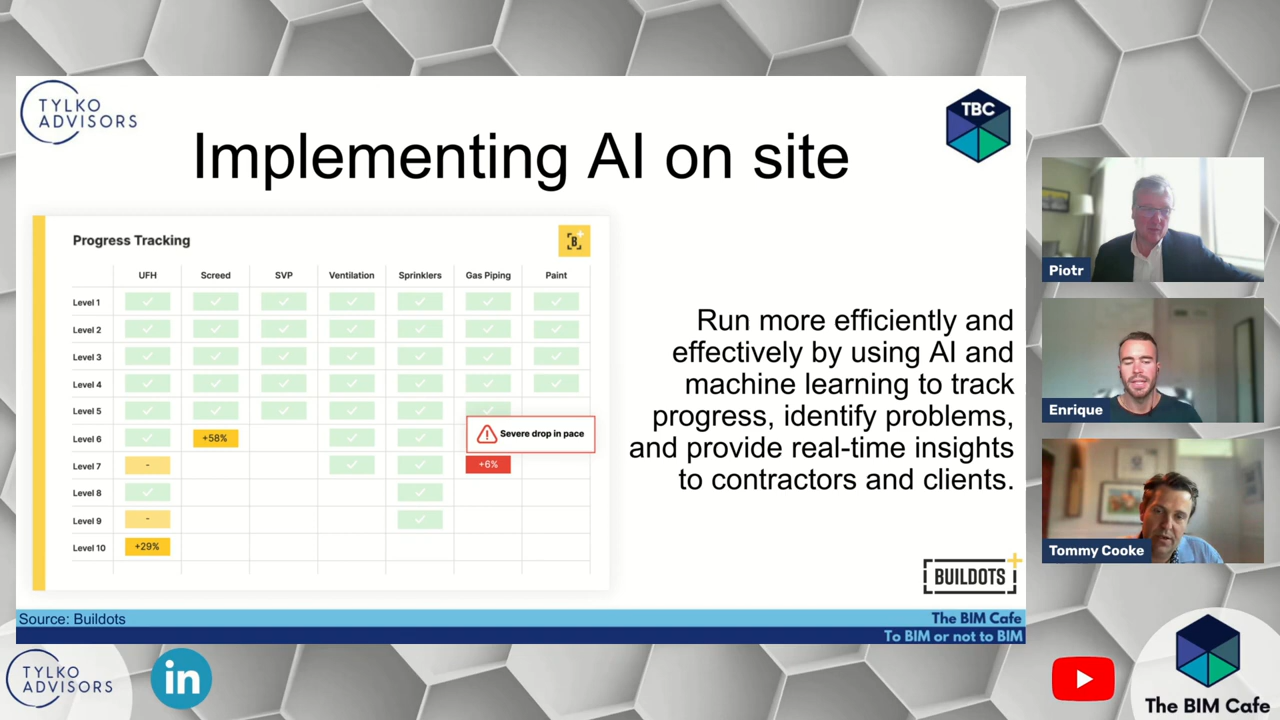 TYLKO
ADVISORS
TBC
Implementing AI on site
Progress Tracking
B
UFH Screed SVP Ventilation Sprinklers Gas Piping Paint
Level 1
Level 2
Level 3
Level 4
Level 5
Level 6 +58%
Severe drop in pace
Level 7 - +6%
Level 8
Level 9 -
Level 10 +29%
Run more efficiently and
effectively by using AI and
machine learning to track
progress, identify problems,
and provide real-time insights
to contractors and clients.
BUILDOTS
Source: Buildots
The BIM Cafe
To BIM or not to BIM
Piotr
Enrique
Tommy Cooke
TYLKO
ADVISORS
in
The BIM Cafe